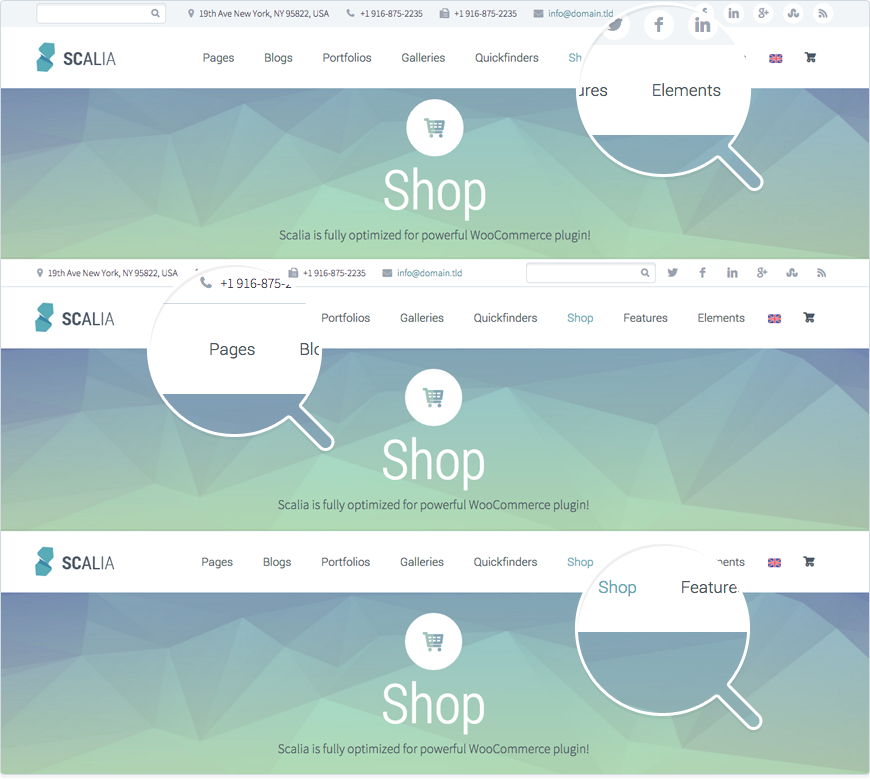 19th Ave New York, NY 95822, USA +1 916-875-2235 +1 916-875-2235 info@domain.tld
SCALIA Pages Blogs Portfolios Galleries Quickfinders Sh
ures Elements
Shop
Scalia is fully optimized for powerful WooCommerce plugin!
19th Ave New York, NY 95822, USA +1 916-875-2235 info@domain.tld
+1 916-875-2
SCALIA Portfolios Galleries Quickfinders Shop Features Elements
Pages Blo
Shop
Scalia is fully optimized for powerful WooCommerce plugin!
SCALIA Pages Blogs Portfolios Galleries Quickfinders Shop ments
Shop Feature
Shop
Scalia is fully optimized for powerful WooCommerce plugin!